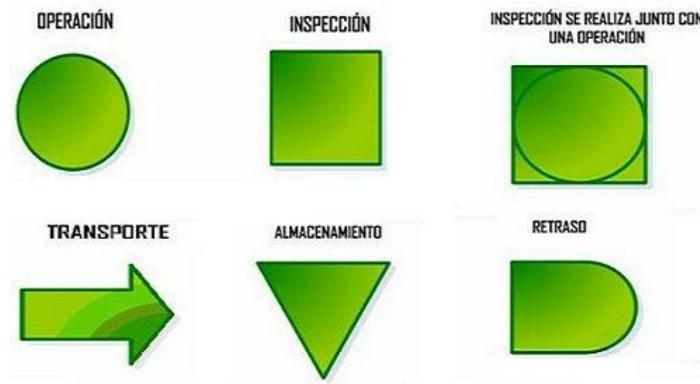 OPERACIÓN
INSPECCIÓN
INSPECCIÓN SE REALIZA JUNTO CON
UNA OPERACIÓN
TRANSPORTE
ALMACENAMIENTO
RETRASO